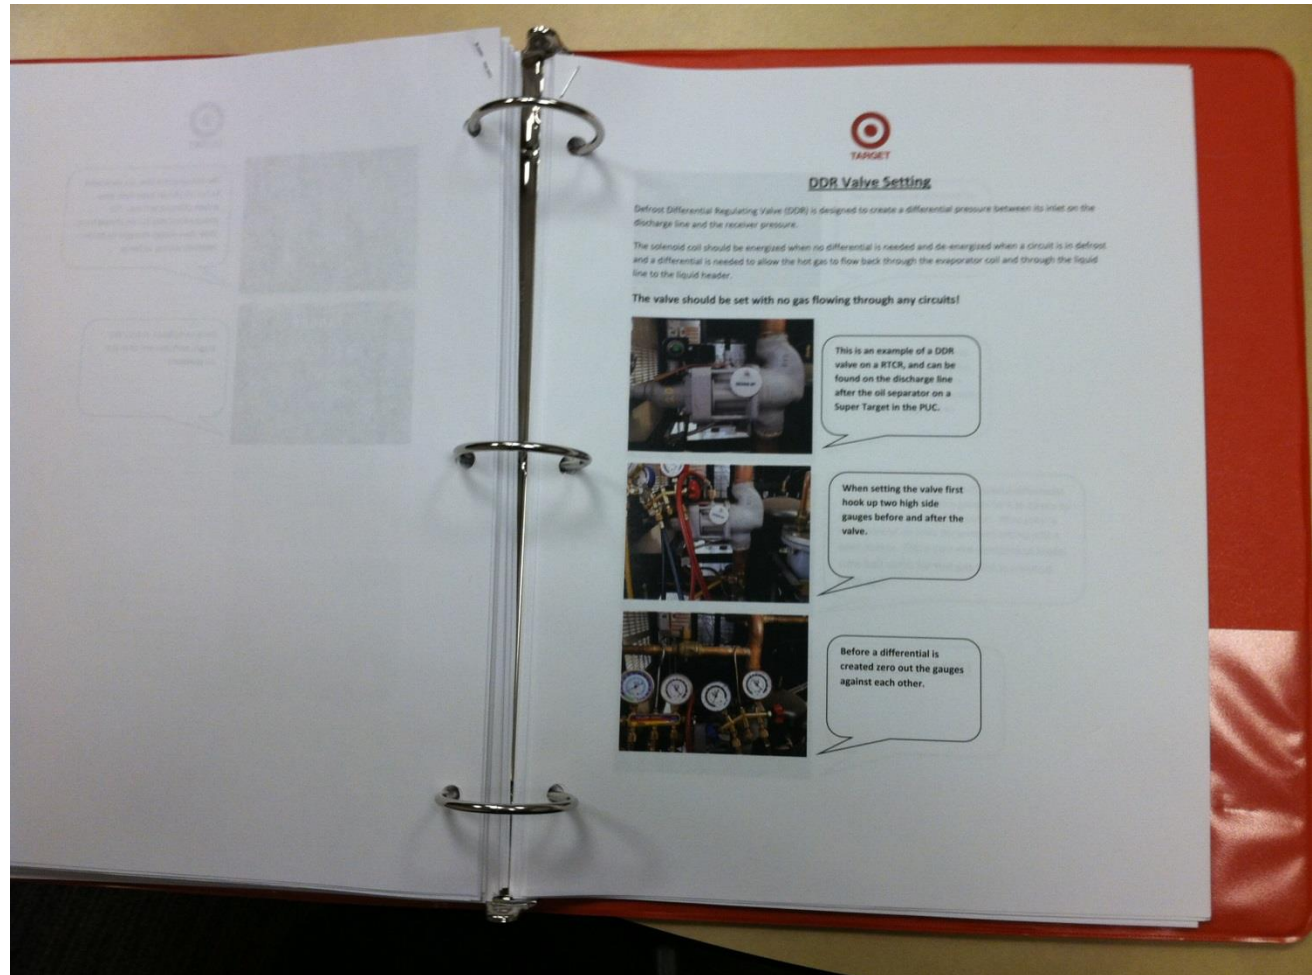 TARGET
DDR Valve Setting
Defrost Differential Regulating Valve (DDR) is designed to create a differential pressure between its inlet on the
discharge line and the receiver pressure.
The solenoid coil should be energized when no differential is needed and de-energized when a circuit is in defrost
and a differential is needed to allow the hot gas to flow back through the evaporator coil and through the liquid
line to the liquid header.
The valve should be set with no gas flowing through any circuits!
This is an example of a DDR
valve on a RTCR, and can be
found on the discharge line
after the oil separator on a
Super Target in the PUC.
When setting the valve first
hook up two high side
gauges before and after the
valve.
Before a differential is
created zero out the gauges
against each other.